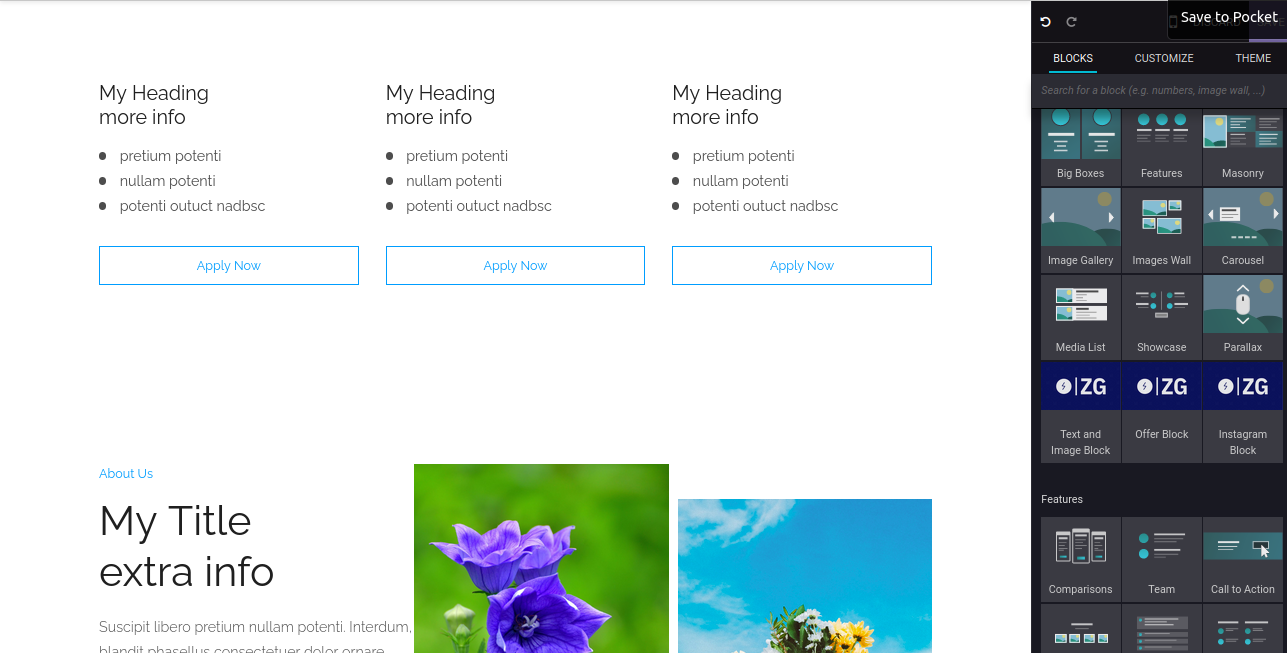 Save to Pocket
BLOCKS
CUSTOMIZE
THEME
Search for a block (e.g. numbers, image wall, ...)
My Heading
more info
pretium potenti
nullam potenti
potenti outuct nadbsc
Apply Now
My Heading
more info
pretium potenti
nullam potenti
potenti outuct nadbsc
Apply Now
My Heading
more info
pretium potenti
nullam potenti
potenti outuct nadbsc
Apply Now
About Us
My Title
extra info
Suscipit libero pretium nullam potenti. Interdum,
blandit phasellus consectetuer dolor ornare
Big Boxes
Features
Masonry
Image Gallery
Images Wall
Carousel
Media List
Showcase
Parallax
ZG
ZG
ZG
Text and
Image Block
Offer Block
Instagram
Block
Features
Comparisons
Team
Call to Action